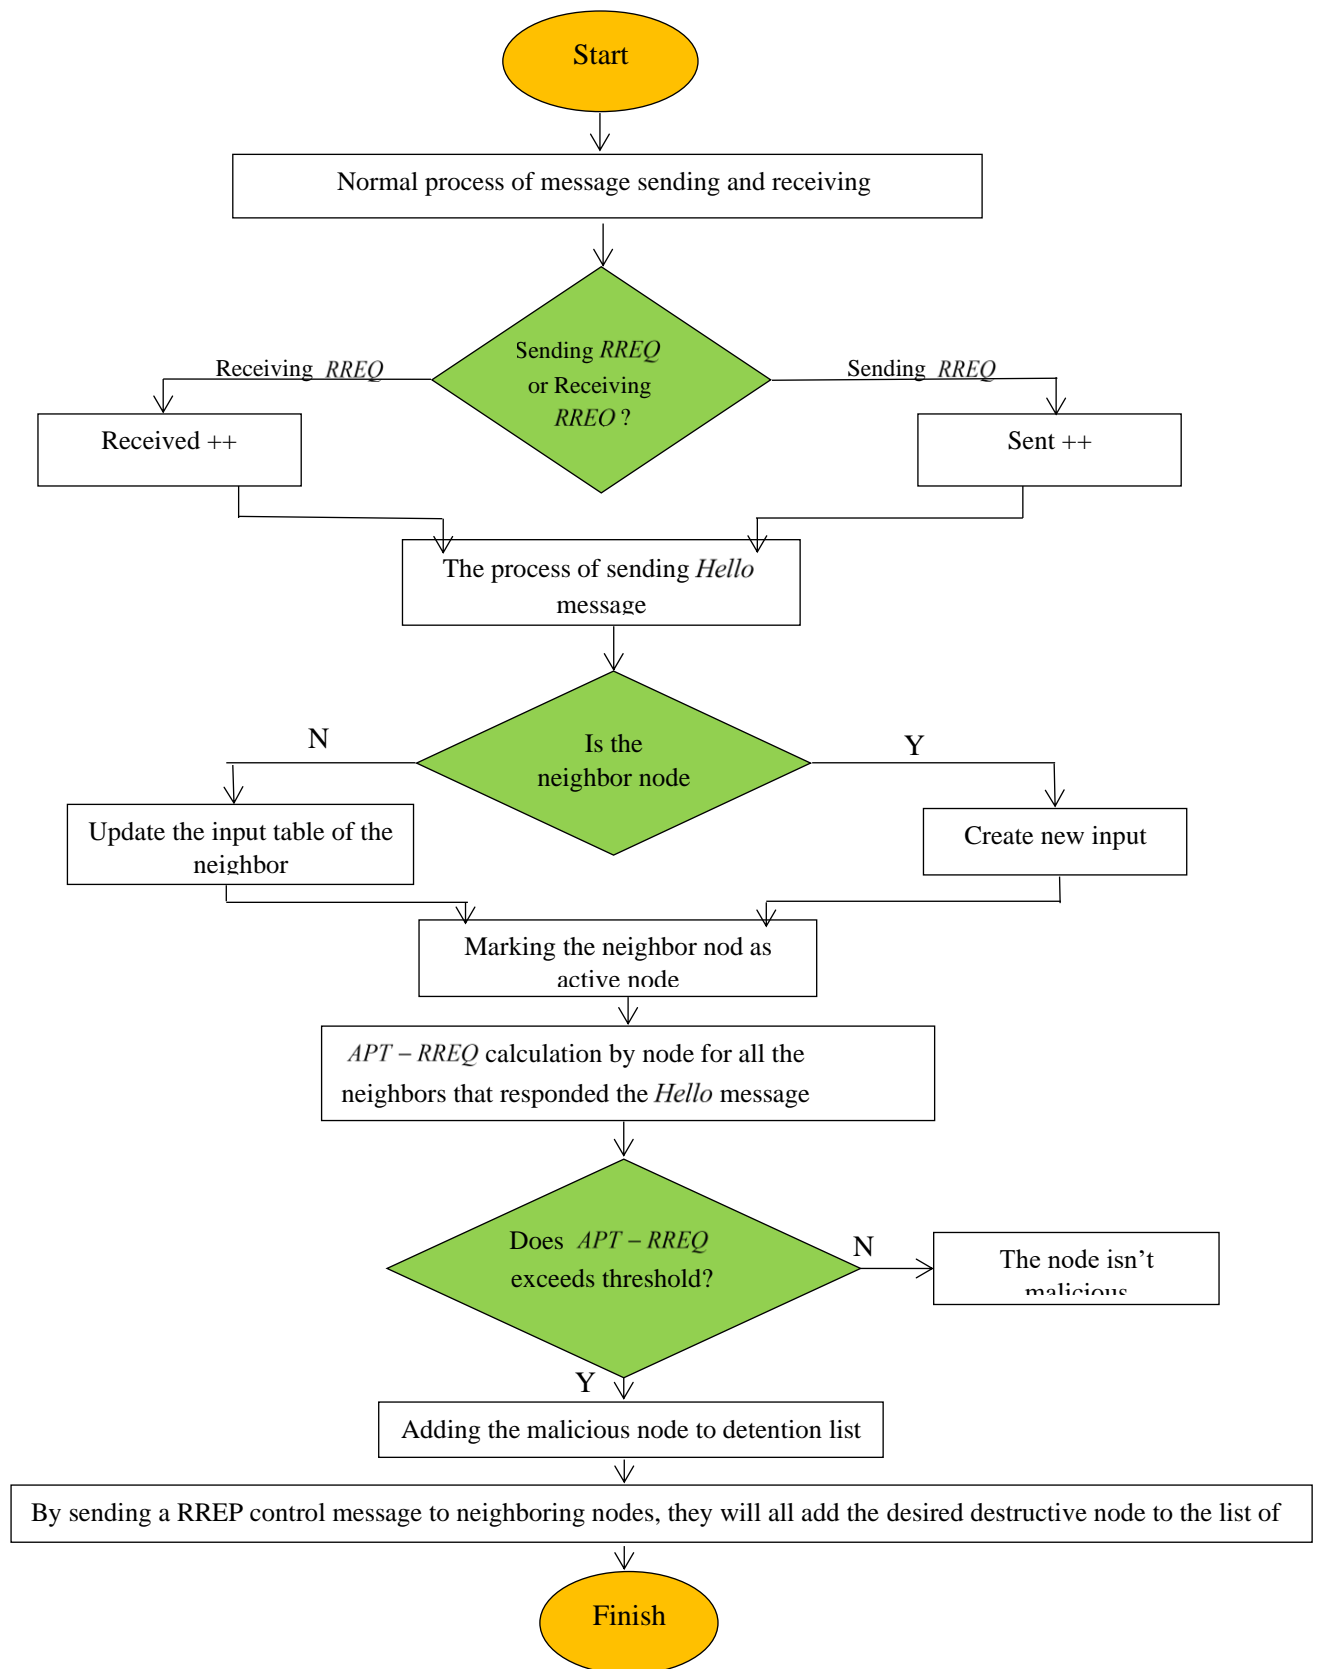 Start
Normal process of message sending and receiving
Sending RREQ
or Receiving
RREO ?
Receiving RREQ
Sending RREQ
Received ++
Sent ++
The process of sending Hello
message
Is the
neighbor node
N
Y
Update the input table of the
neighbor
Create new input
Marking the neighbor nod as
active node
APT – RREQ calculation by node for all the
neighbors that responded the Hello message
Does APT – RREQ
exceeds threshold?
N
The node isn't
malicious
Y
Adding the malicious node to detention list
By sending a RREP control message to neighboring nodes, they will all add the desired destructive node to the list of
Finish